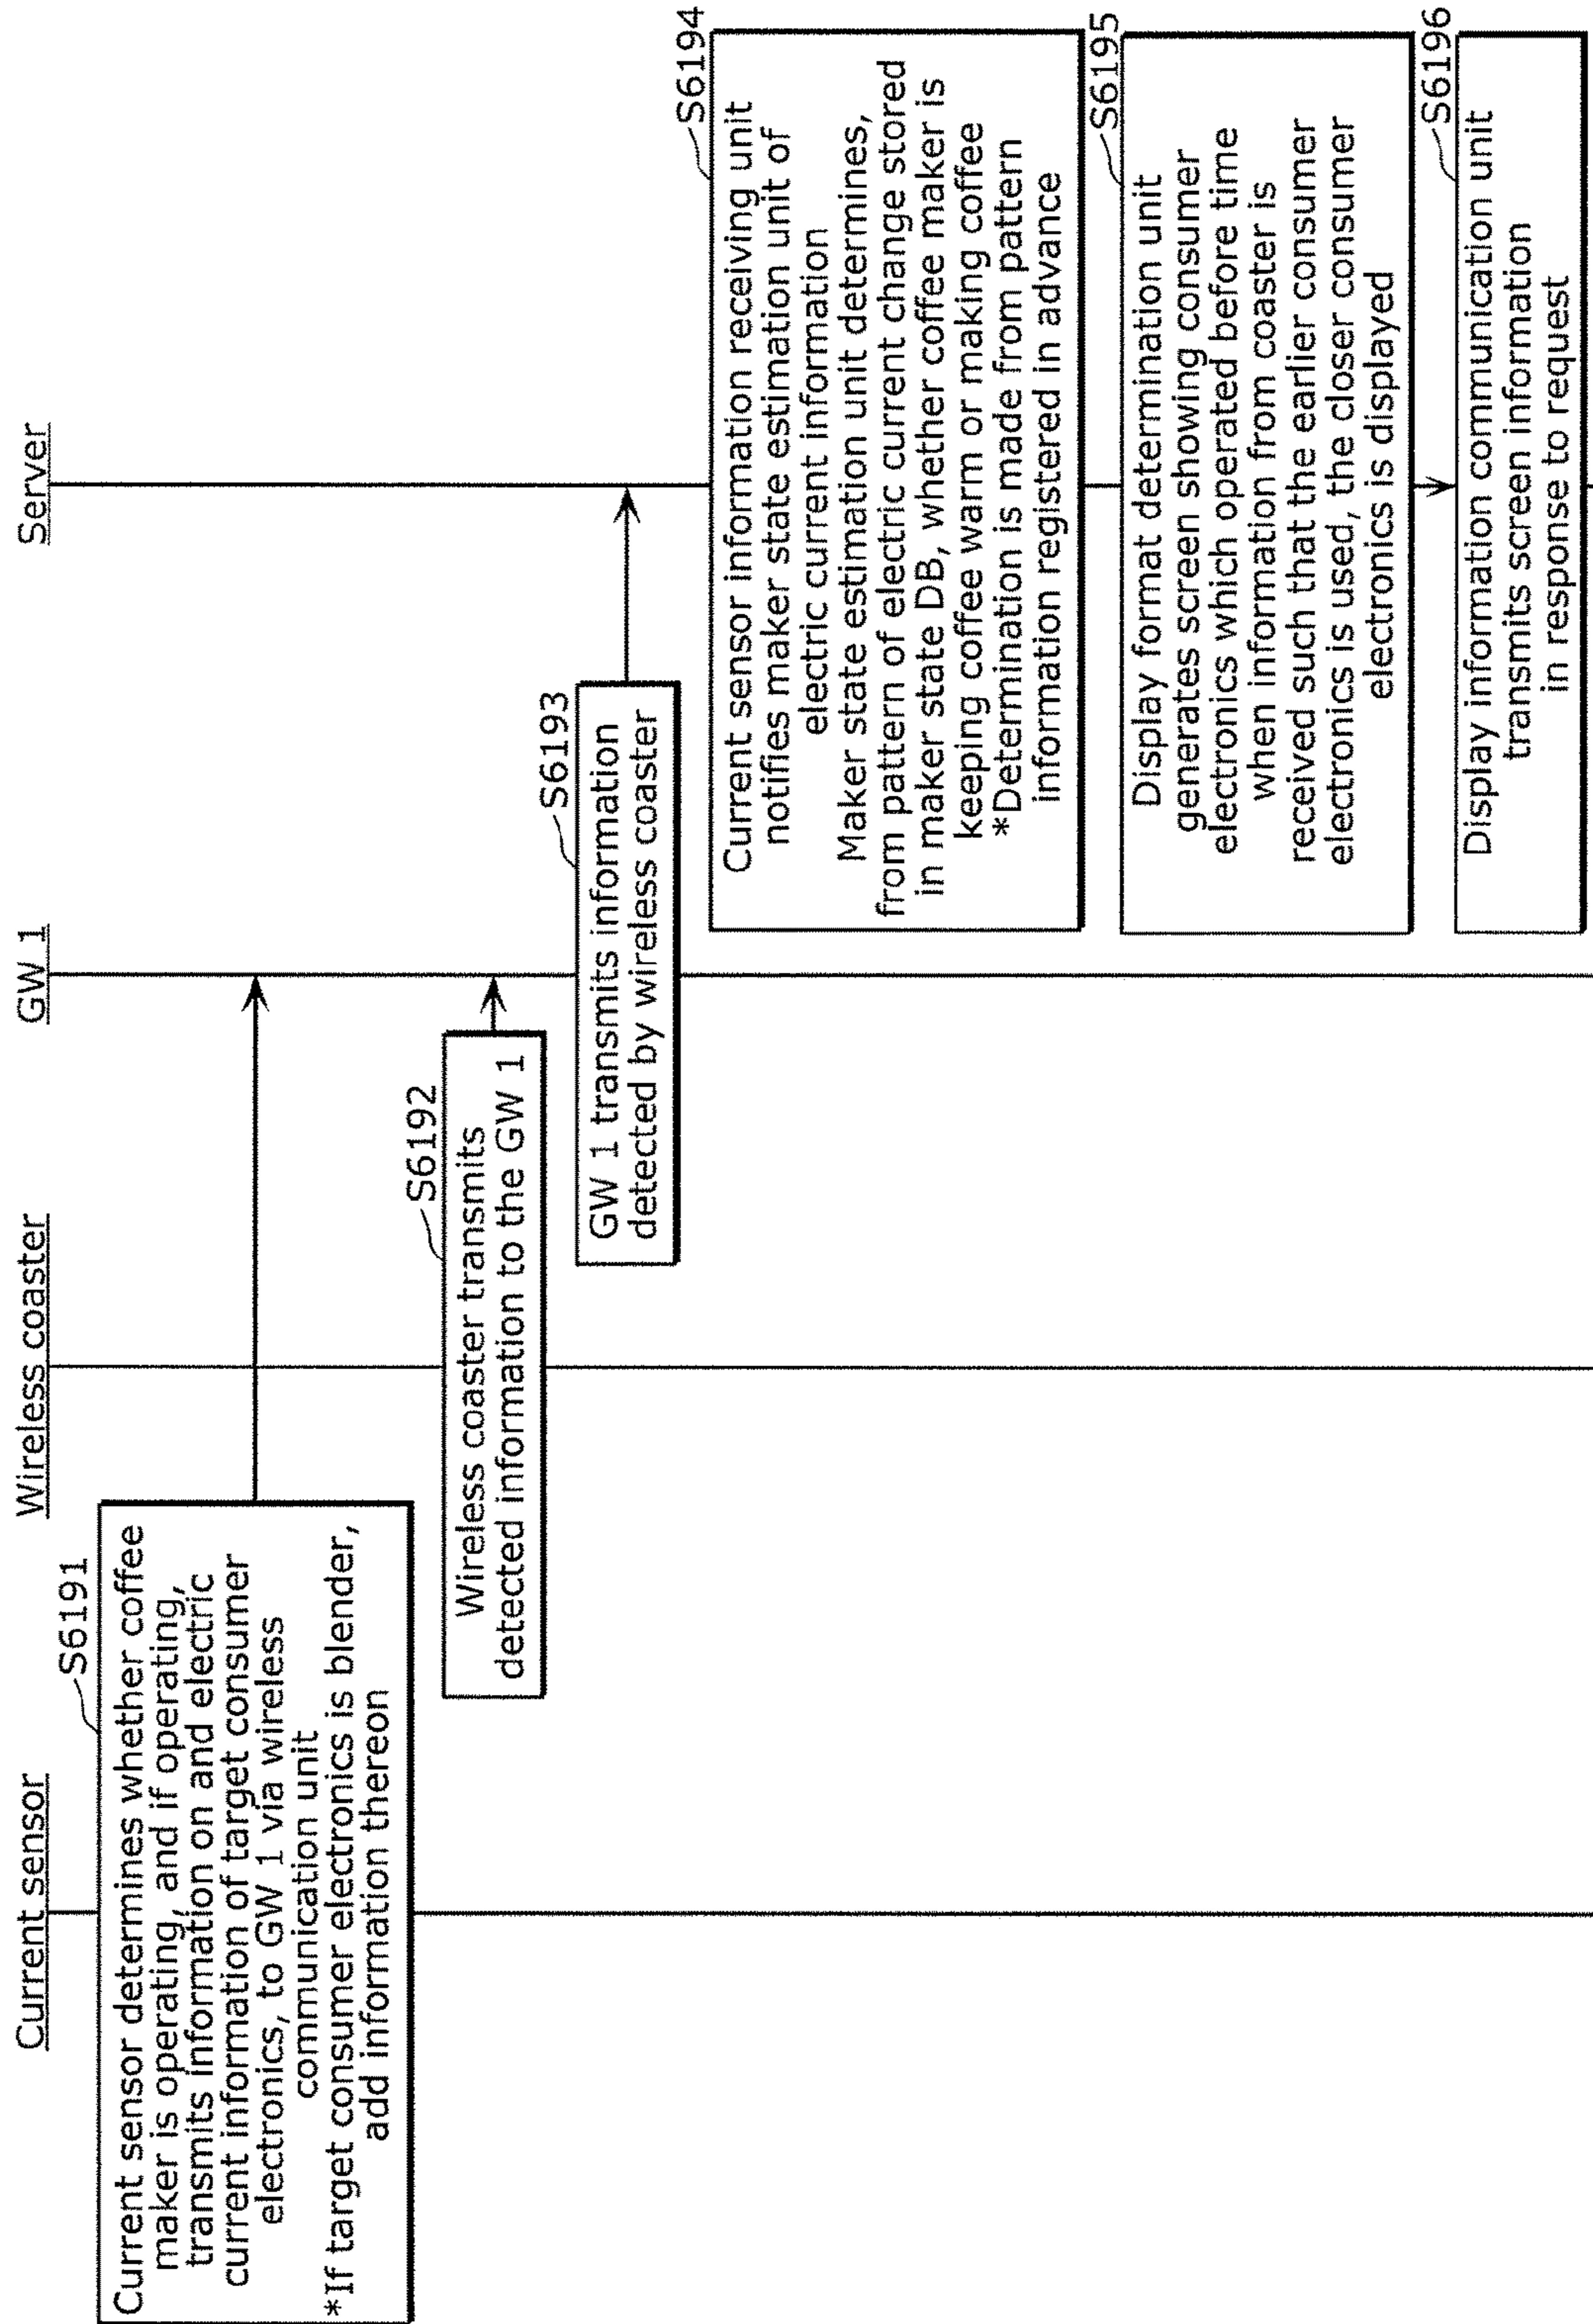 Current sensor
Wireless coaster
GW 1
Server
S6191
Current sensor determines whether coffee
maker is operating, and if operating,
transmits information on and electric
current information of target consumer
electronics, to GW 1 via wireless
communication unit
*If target consumer electronics is blender,
add information thereon
S6192
Wireless coaster transmits
detected information to the GW 1
S6193
GW 1 transmits information
detected by wireless coaster
S6194
Current sensor information receiving unit
notifies maker state estimation unit of
electric current information
Maker state estimation unit determines,
from pattern of electric current change stored
in maker state DB, whether coffee maker is
keeping coffee warm or making coffee
*Determination is made from pattern
information registered in advance
S6195
Display format determination unit
generates screen showing consumer
electronics which operated before time
when information from coaster is
received such that the earlier consumer
electronics is used, the closer consumer
electronics is displayed
S6196
Display information communication unit
transmits screen information
in response to request